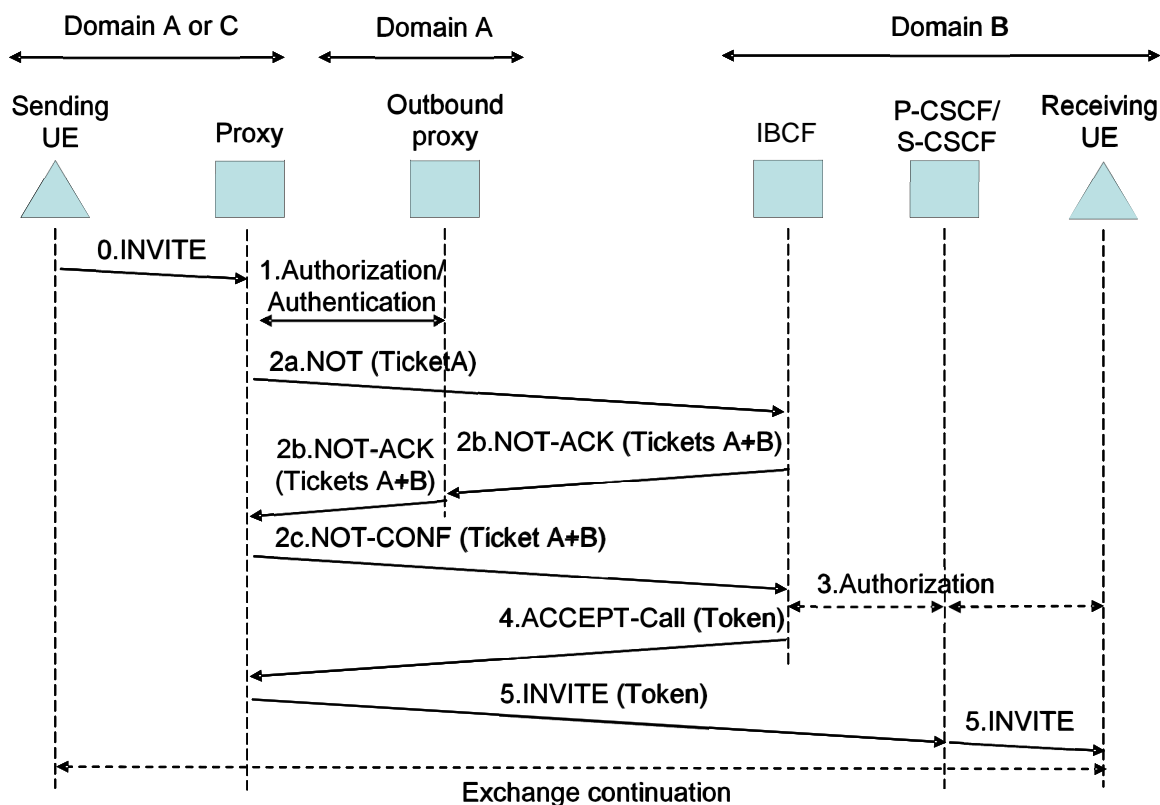 Domain A or C
Domain A
Domain B
Sending
UE
Proxy
Outbound
proxy
IBCF
P-CSCF/
S-CSCF
Receiving
UE
0.INVITE
1.Authorization/
Authentication
2a.NOT (TicketA)
2b.NOT-ACK (Tickets A+B)
2b.NOT-ACK
(Tickets A+B)
2c.NOT-CONF (Ticket A+B)
3.Authorization
4.ACCEPT-Call (Token)
5.INVITE (Token)
5.INVITE
Exchange continuation